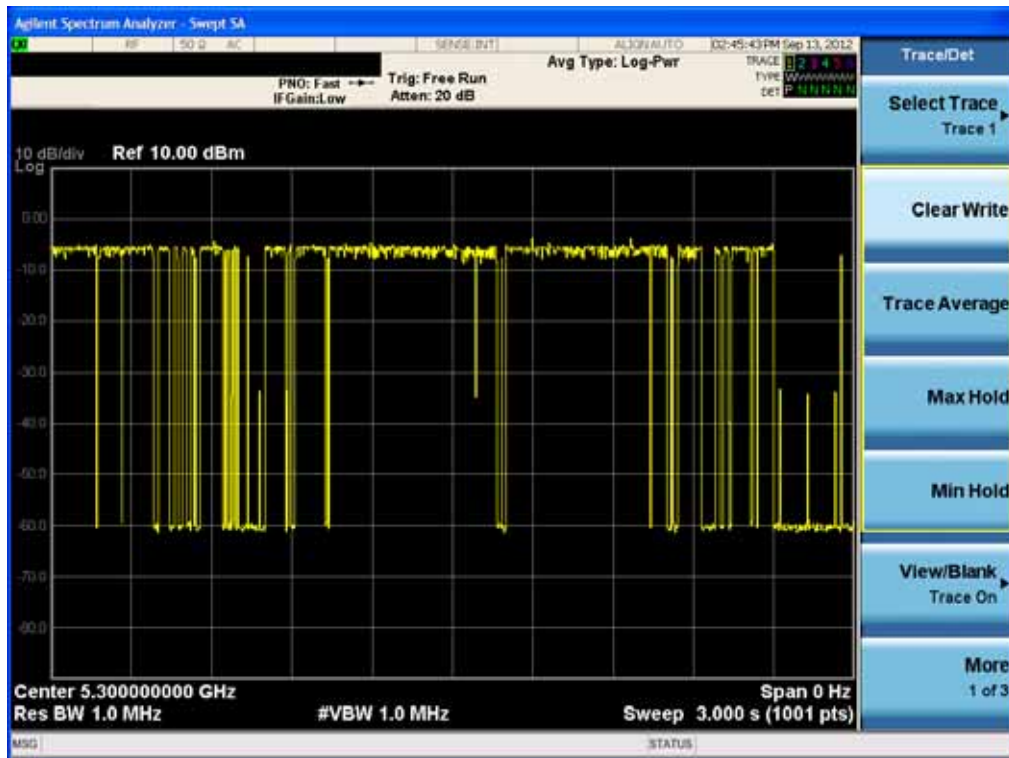 Agilent Spectrum Analyzer - Swept SA
RF 50 Ω AC SENSE:INT ALIGNAUTO 02:45:43 PM Sep 13, 2012
Avg Type: Log-Pwr
TRACE 1 2 3 4 5 6
TYPE
DET P N N N N N
PNO: Fast
IFGain:Low
Trig: Free Run
Atten: 20 dB
10 dB/div Ref 10.00 dBm
Log
0.00
-10.0
-20.0
-30.0
-40.0
-50.0
-60.0
-70.0
-80.0
Center 5.300000000 GHz
Span 0 Hz
Res BW 1.0 MHz
#VBW 1.0 MHz
Sweep 3.000 s (1001 pts)
MSG
STATUS
Trace/Det
Select Trace
Trace 1
Clear Write
Trace Average
Max Hold
Min Hold
View/Blank
Trace On
More
1 of 3